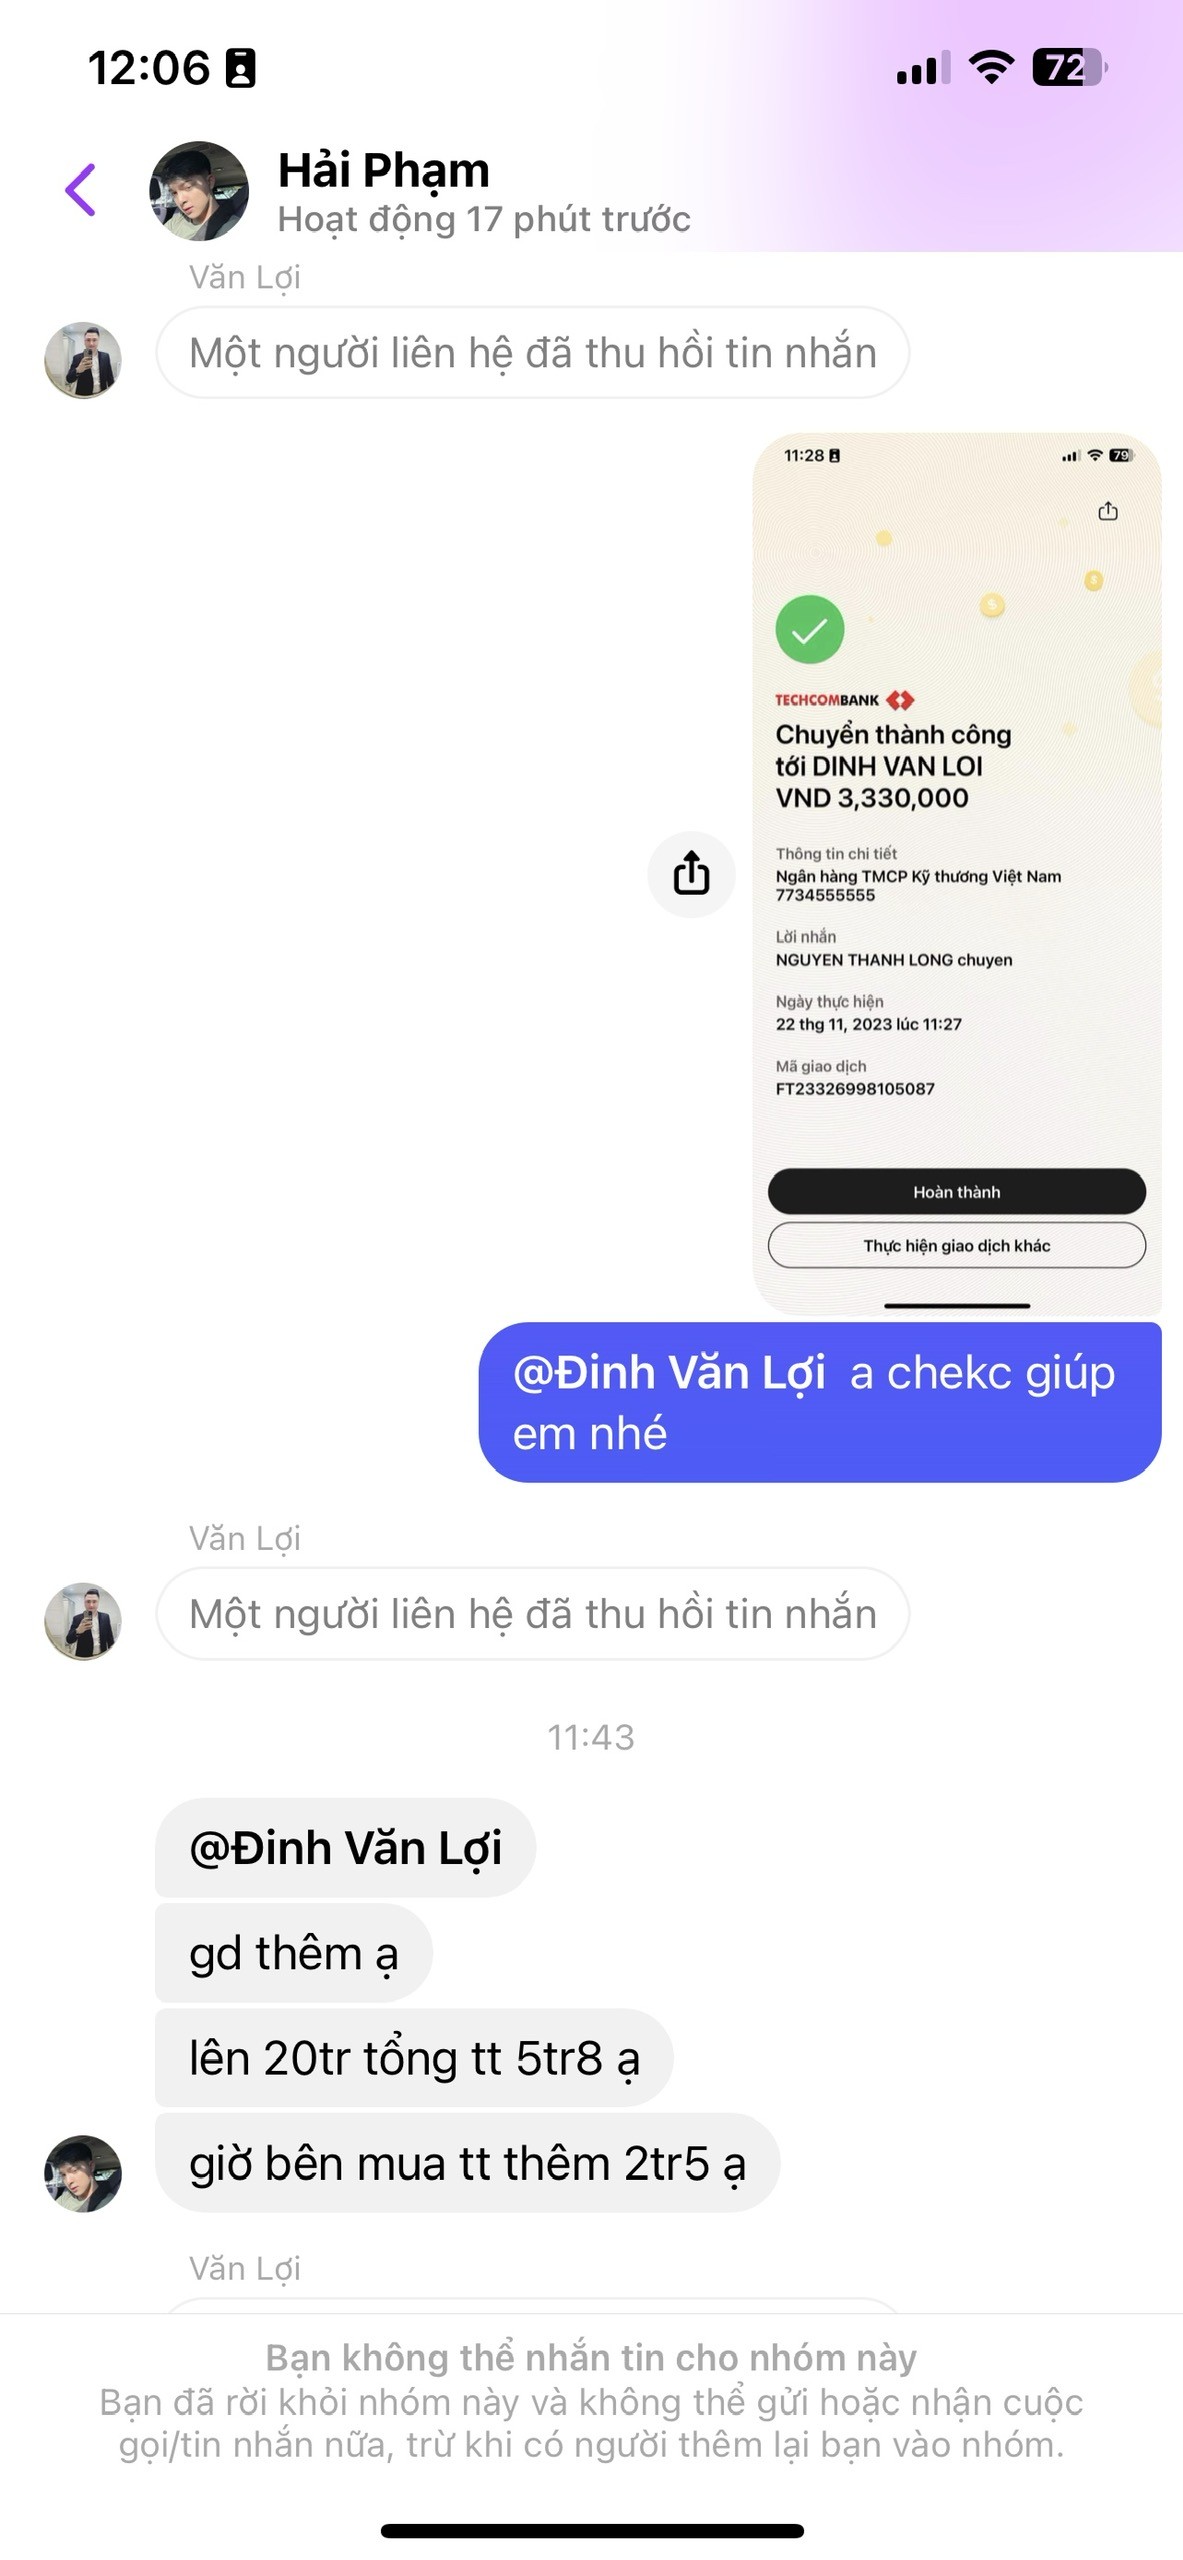 12:06
72
Hải Phạm
Hoạt động 17 phút trước
Văn Lợi
Một người liên hệ đã thu hồi tin nhắn
11:28
79
TECHCOMBANK
Chuyển thành công
tới DINH VAN LOI
VND 3,330,000
Thông tin chi tiết
Ngân hàng TMCP Kỹ thương Việt Nam
7734555555
Lời nhắn
NGUYEN THANH LONG chuyen
Ngày thực hiện
22 thg 11, 2023 lúc 11:27
Mã giao dịch
FT23326998105087
Hoàn thành
Thực hiện giao dịch khác
@Đinh Văn Lợi a chekc giúp
em nhé
Văn Lợi
Một người liên hệ đã thu hồi tin nhắn
11:43
@Đinh Văn Lợi
gd thêm ạ
lên 20tr tổng tt 5tr8 ạ
giờ bên mua tt thêm 2tr5 ạ
Văn Lợi
Bạn không thể nhắn tin cho nhóm này
Bạn đã rời khỏi nhóm này và không thể gửi hoặc nhận cuộc
gọi/tin nhắn nữa, trừ khi có người thêm lại bạn vào nhóm.